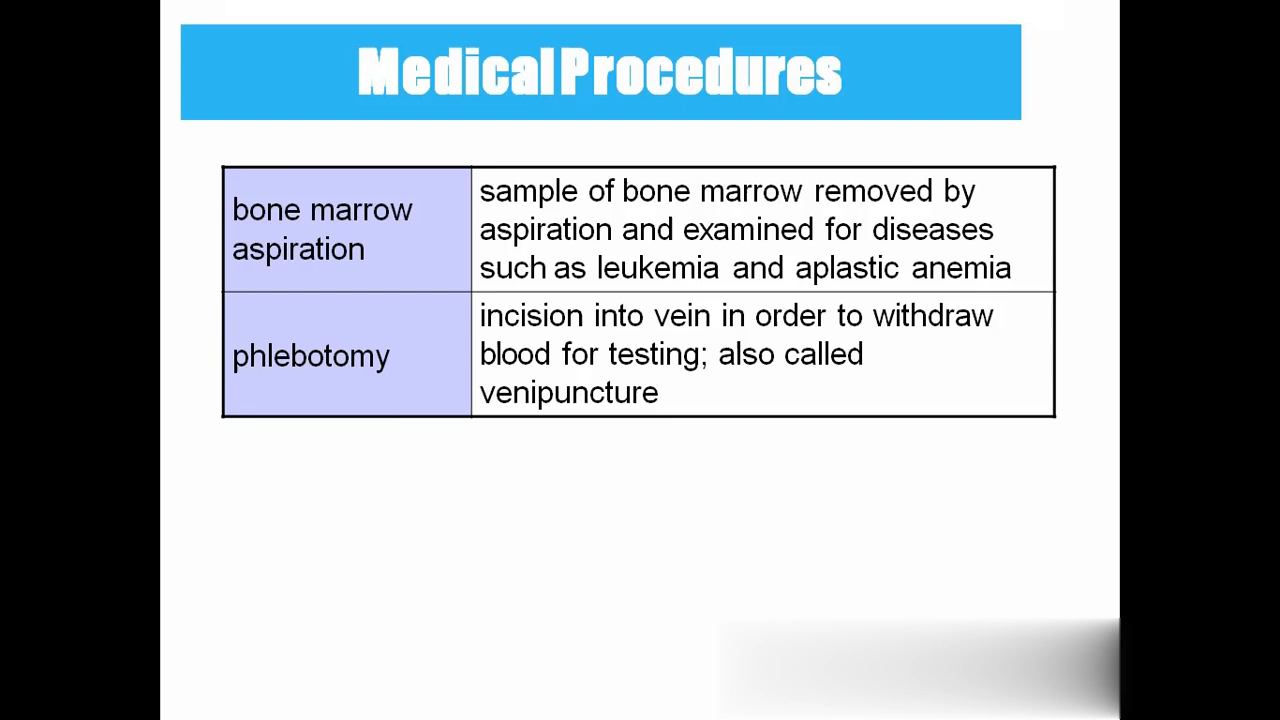 Medical Procedures
bone marrow
aspiration
sample of bone marrow removed by
aspiration and examined for diseases
such as leukemia and aplastic anemia
phlebotomy
incision into vein in order to withdraw
blood for testing; also called
venipuncture